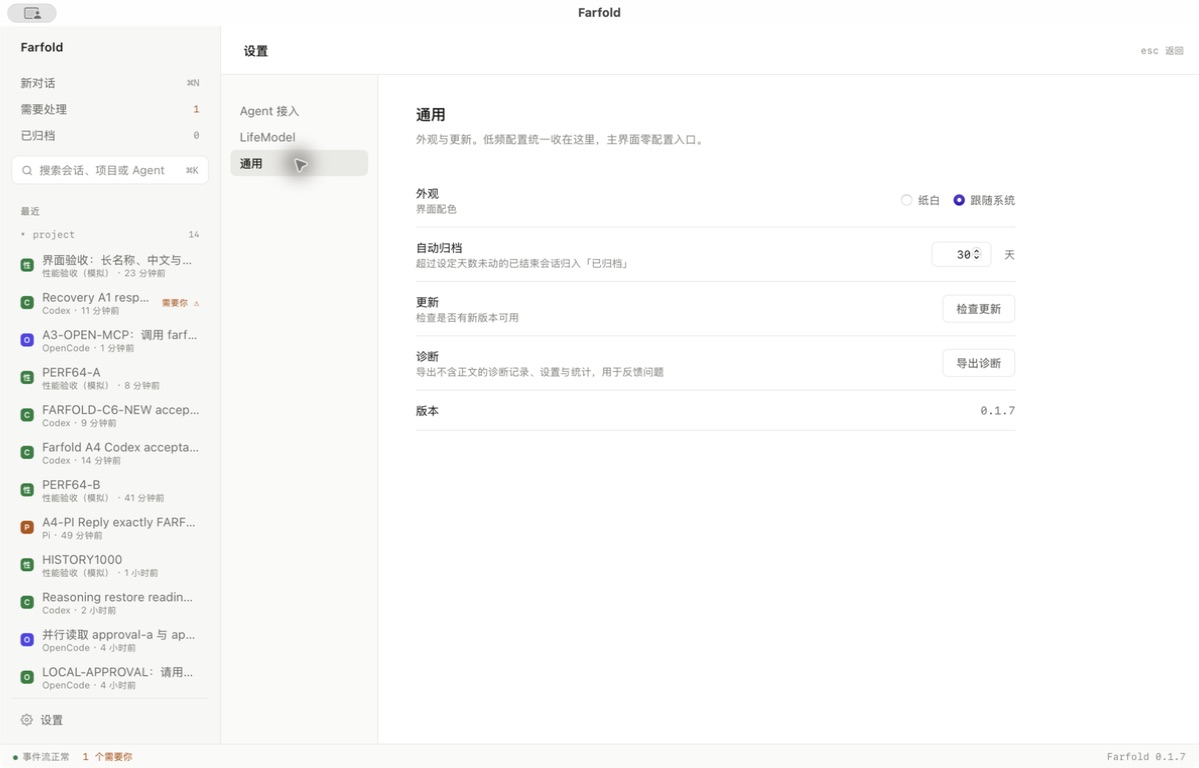 Farfold
Farfold
新对话 ⌘N
需要处理 1
已归档 0
搜索会话、项目或 Agent ⌘K
最近
project 14
性 界面验收：长名称、中文与...
性能验收（模拟） · 23 分钟前
C Recovery A1 resp... 需要你
Codex · 11 分钟前
O A3-OPEN-MCP：调用 farf...
OpenCode · 1 分钟前
性 PERF64-A
性能验收（模拟） · 8 分钟前
C FARFOLD-C6-NEW accep...
Codex · 9 分钟前
C Farfold A4 Codex accepta...
Codex · 14 分钟前
性 PERF64-B
性能验收（模拟） · 41 分钟前
P A4-PI Reply exactly FARF...
Pi · 49 分钟前
性 HISTORY1000
性能验收（模拟） · 1 小时前
C Reasoning restore readin...
Codex · 2 小时前
O 并行读取 approval-a 与 ap...
OpenCode · 4 小时前
O LOCAL-APPROVAL：请用...
OpenCode · 4 小时前
设置
设置 esc 返回
Agent 接入
LifeModel
通用
通用
外观与更新。低频配置统一收在这里，主界面零配置入口。
外观 纸白 跟随系统
界面配色
自动归档 30 天
超过设定天数未动的已结束会话归入「已归档」
更新 检查更新
检查是否有新版本可用
诊断 导出诊断
导出不含正文的诊断记录、设置与统计，用于反馈问题
版本 0.1.7
事件流正常 1 个需要你 Farfold 0.1.7